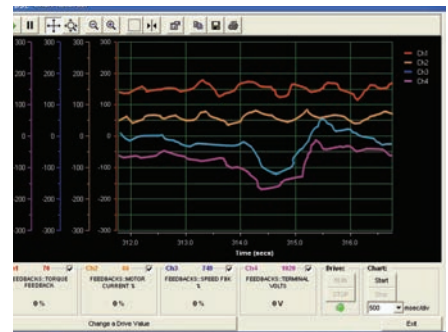 300 300 300 300
200 200 200 200
100 100 100 100
0 0 0 0
-100 -100 -100 -100
-200 -200 -200 -200
-300 -300 -300 -300
Ch1
Ch2
Ch3
Ch4
312.0 313.0 314.0 315.0 316.0
Time (secs)
Ch2 Ch3 Ch4 Drive: Chart:
FEEDBACKS::TORQUE FEEDBACK
FEEDBACKS::MOTOR CURRENT %
FEEDBACKS::SPEED FBK %
FEEDBACKS::TERMINAL VOLTS
RUN Start
STOP Stop
0 % 0 % 0 % 0 V
500 msec/div
Change a Drive Value Exit